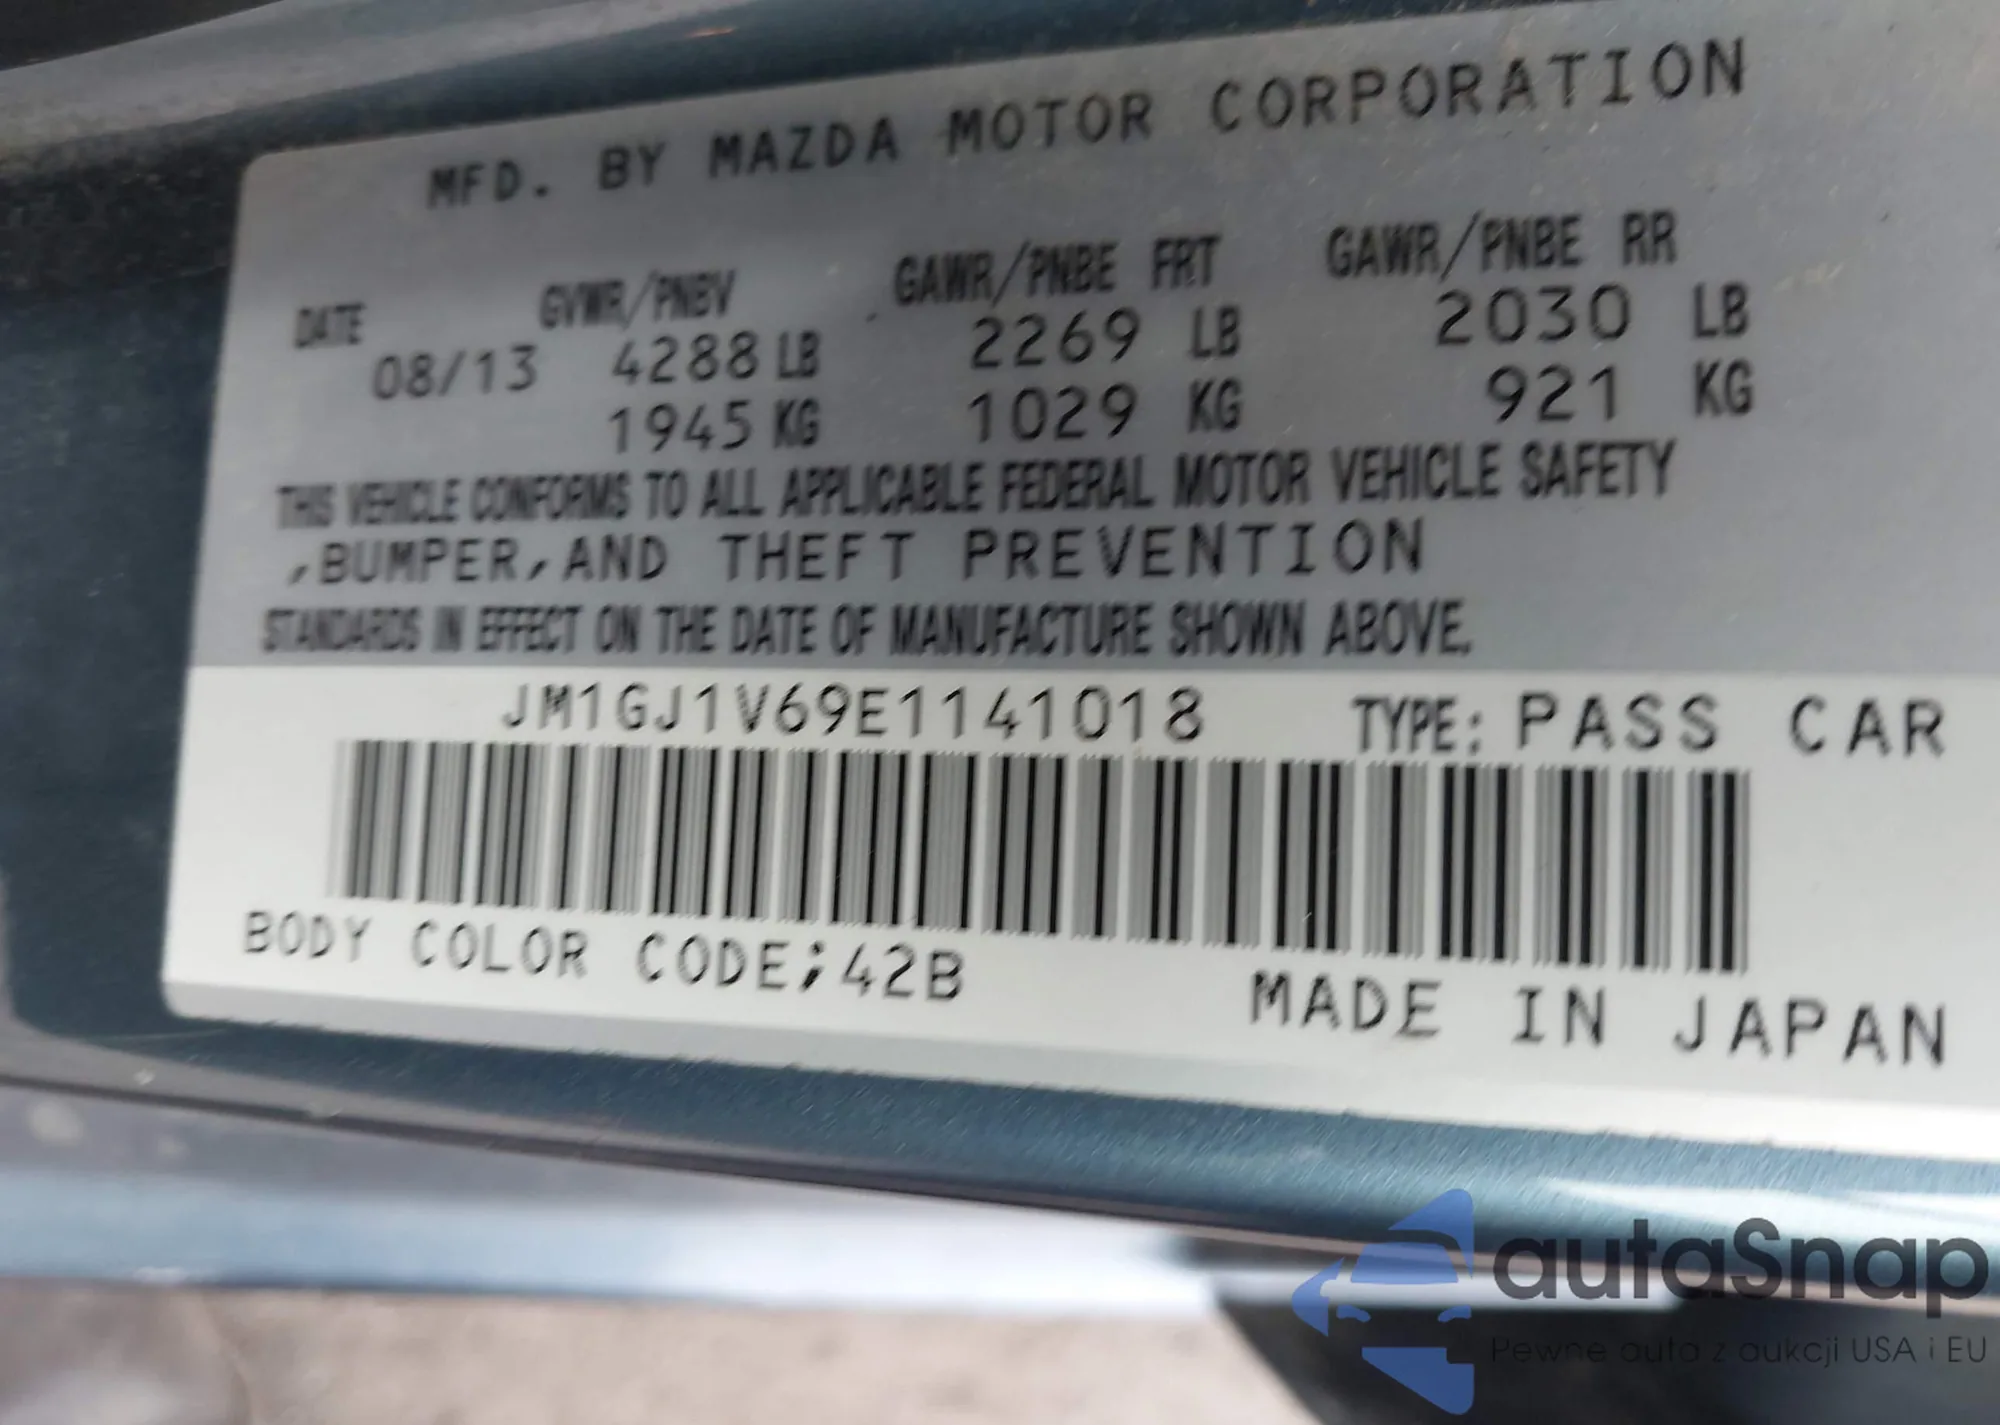 MFD. BY MAZDA MOTOR CORPORATION
DATE GVWR/PNBV GAWR/PNBE FRT GAWR/PNBE RR
08/13 4288 LB 2269 LB 2030 LB
1945 KG 1029 KG 921 KG
THIS VEHICLE CONFORMS TO ALL APPLICABLE FEDERAL MOTOR VEHICLE SAFETY
,BUMPER,AND THEFT PREVENTION
STANDARDS IN EFFECT ON THE DATE OF MANUFACTURE SHOWN ABOVE.
JM1GJ1V69E1141018 TYPE: PASS CAR
BODY COLOR CODE;42B
MADE IN JAPAN
autaSnap
Pewne auta z aukcji USA i EU